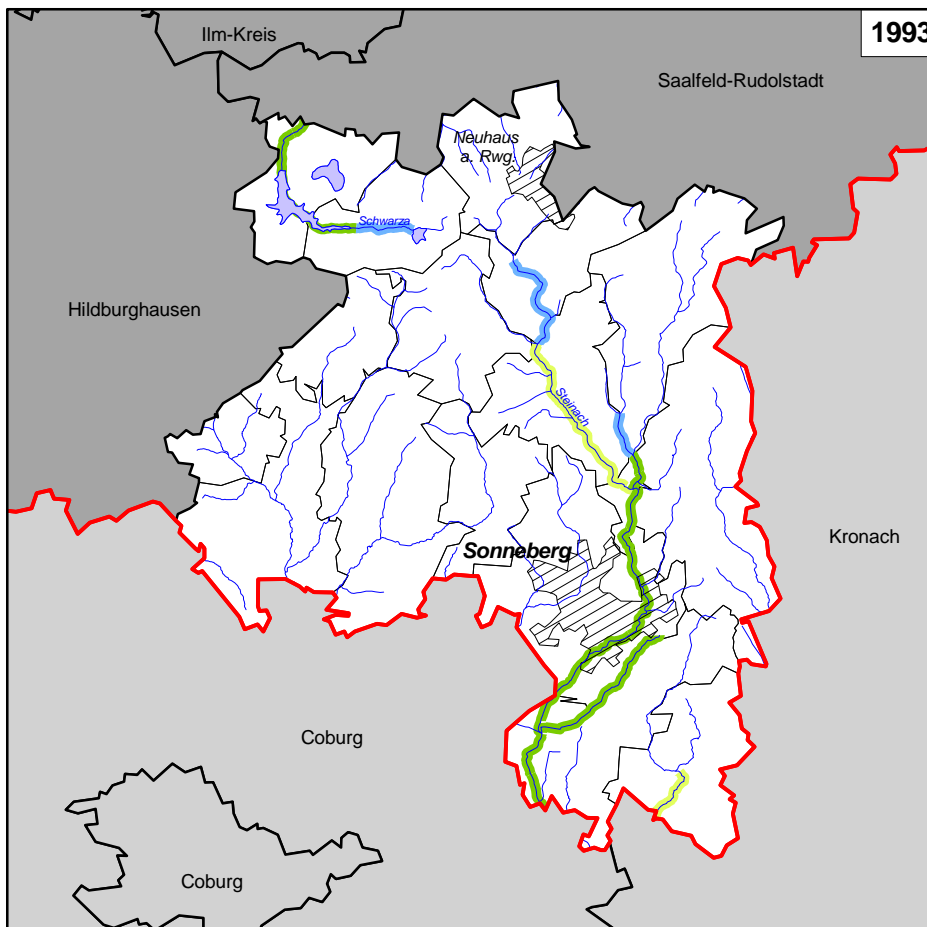 Ilm-Kreis
1993
Saalfeld-Rudolstadt
Neuhaus
a. Rwg.
Schwarza
Hildburghausen
Steinach
Sonneberg
Kronach
Coburg
Coburg